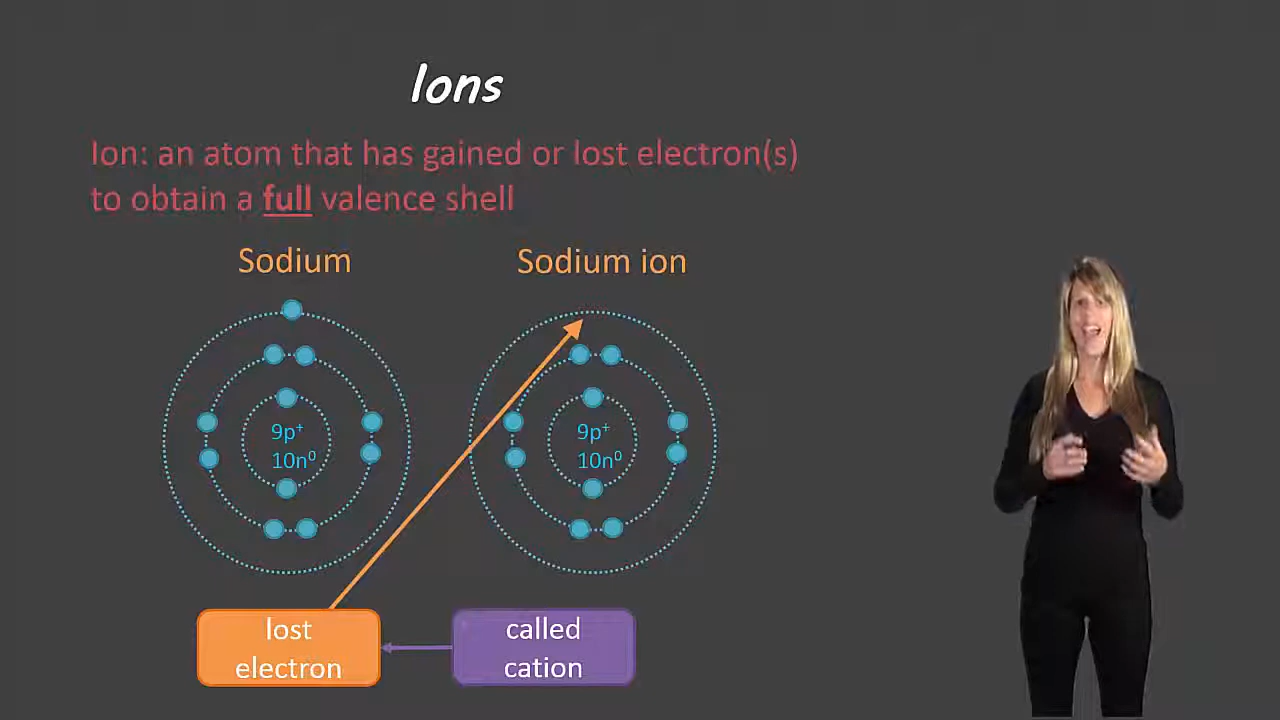 Ions
Ion: an atom that has gained or lost electron(s)
to obtain a full valence shell
Sodium
Sodium ion
9p⁺
10n⁰
9p⁺
10n⁰
lost
electron
called
cation